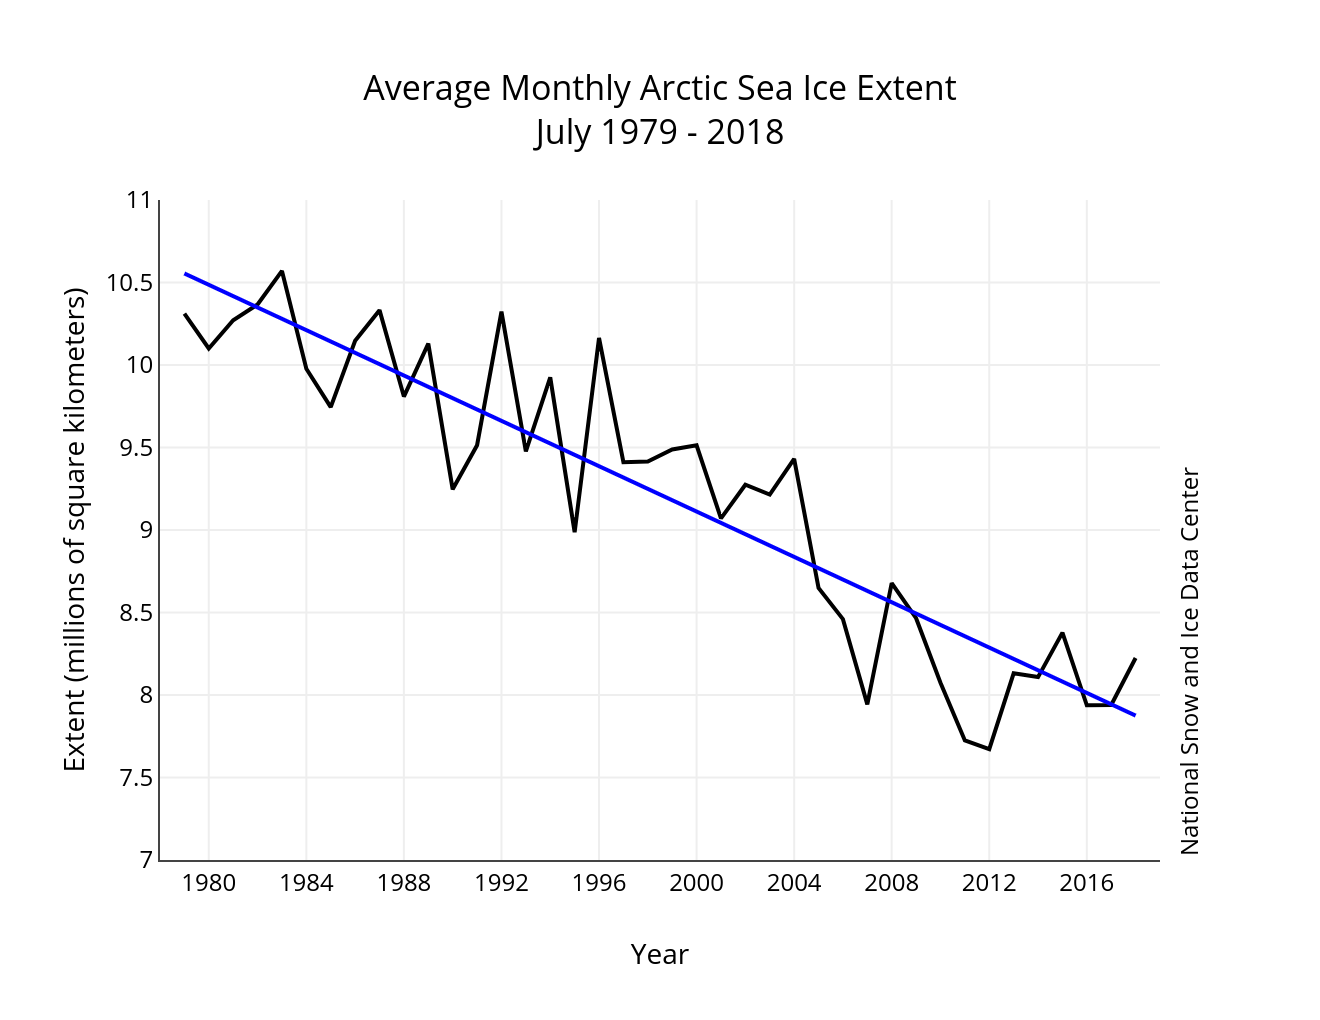 Average Monthly Arctic Sea Ice Extent
July 1979 - 2018
Extent (millions of square kilometers)
11
10.5
10
9.5
9
8.5
8
7.5
7
1980 1984 1988 1992 1996 2000 2004 2008 2012 2016
Year
National Snow and Ice Data Center